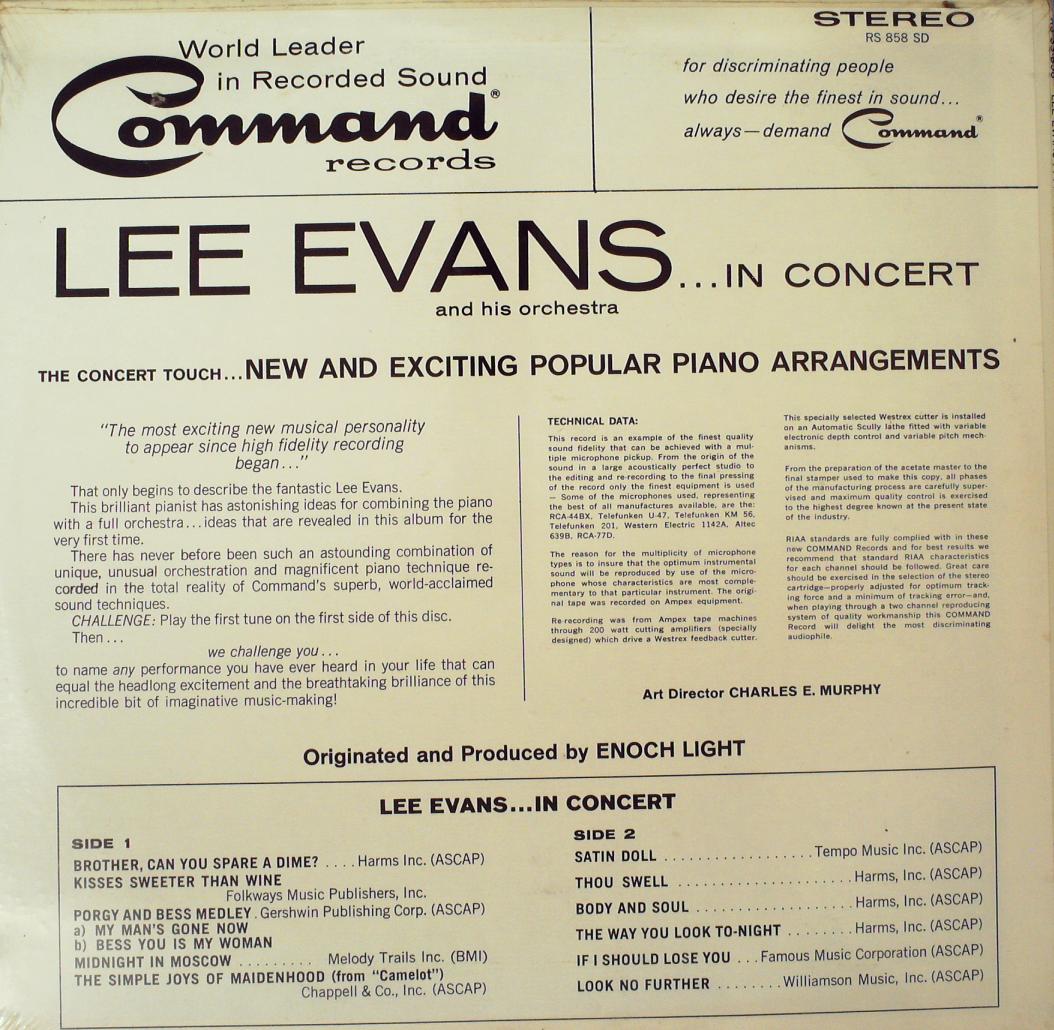 World Leader
in Recorded Sound
Command®
records
STEREO
RS 858 SD
for discriminating people
who desire the finest in sound...
always—demand Command®
LEE EVANS...IN CONCERT
and his orchestra
THE CONCERT TOUCH...NEW AND EXCITING POPULAR PIANO ARRANGEMENTS
"The most exciting new musical personality
to appear since high fidelity recording
began..."
That only begins to describe the fantastic Lee Evans.
This brilliant pianist has astonishing ideas for combining the piano
with a full orchestra...ideas that are revealed in this album for the
very first time.
There has never before been such an astounding combination of
unique, unusual orchestration and magnificent piano technique re-
corded in the total reality of Command's superb, world-acclaimed
sound techniques.
CHALLENGE: Play the first tune on the first side of this disc.
Then...
we challenge you...
to name any performance you have ever heard in your life that can
equal the headlong excitement and the breathtaking brilliance of this
incredible bit of imaginative music-making!
TECHNICAL DATA:
This record is an example of the finest quality
sound fidelity that can be achieved with a mul-
tiple microphone pickup. From the origin of the
sound in a large acoustically perfect studio to
the editing and re-recording to the final pressing
of the record only the finest equipment is used
— Some of the microphones used, representing
the best of all manufactures available, are the:
RCA-44BX, Telefunken U-47, Telefunken KM 56,
Telefunken 201, Western Electric 1142A, Altec
639B, RCA-77D.
The reason for the multiplicity of microphone
types is to insure that the optimum instrumental
sound will be reproduced by use of the micro-
phone whose characteristics are most comple-
mentary to that particular instrument. The origi-
nal tape was recorded on Ampex equipment.
Re-recording was from Ampex tape machines
through 200 watt cutting amplifiers (specially
designed) which drive a Westrex feedback cutter.
This specially selected Westrex cutter is installed
on an Automatic Scully lathe fitted with variable
electronic depth control and variable pitch mech-
anisms.
From the preparation of the acetate master to the
final stamper used to make this copy, all phases
of the manufacturing process are carefully super-
vised and maximum quality control is exercised
to the highest degree known at the present state
of the industry.
RIAA standards are fully complied with in these
new COMMAND Records and for best results we
recommend that standard RIAA characteristics
for each channel should be followed. Great care
should be exercised in the selection of the stereo
cartridge—properly adjusted for optimum track-
ing force and a minimum of tracking error—and,
when playing through a two channel reproducing
system of quality workmanship this COMMAND
Record will delight the most discriminating
audiophile.
Art Director CHARLES E. MURPHY
Originated and Produced by ENOCH LIGHT
LEE EVANS...IN CONCERT
SIDE 1
BROTHER, CAN YOU SPARE A DIME? .... Harms Inc. (ASCAP)
KISSES SWEETER THAN WINE
Folkways Music Publishers, Inc.
PORGY AND BESS MEDLEY . Gershwin Publishing Corp. (ASCAP)
a) MY MAN'S GONE NOW
b) BESS YOU IS MY WOMAN
MIDNIGHT IN MOSCOW ......... Melody Trails Inc. (BMI)
THE SIMPLE JOYS OF MAIDENHOOD (from "Camelot")
Chappell & Co., Inc. (ASCAP)
SIDE 2
SATIN DOLL ..................Tempo Music Inc. (ASCAP)
THOU SWELL .....................Harms, Inc. (ASCAP)
BODY AND SOUL ...................Harms, Inc. (ASCAP)
THE WAY YOU LOOK TO-NIGHT ........Harms, Inc. (ASCAP)
IF I SHOULD LOSE YOU ...Famous Music Corporation (ASCAP)
LOOK NO FURTHER ........Williamson Music, Inc. (ASCAP)